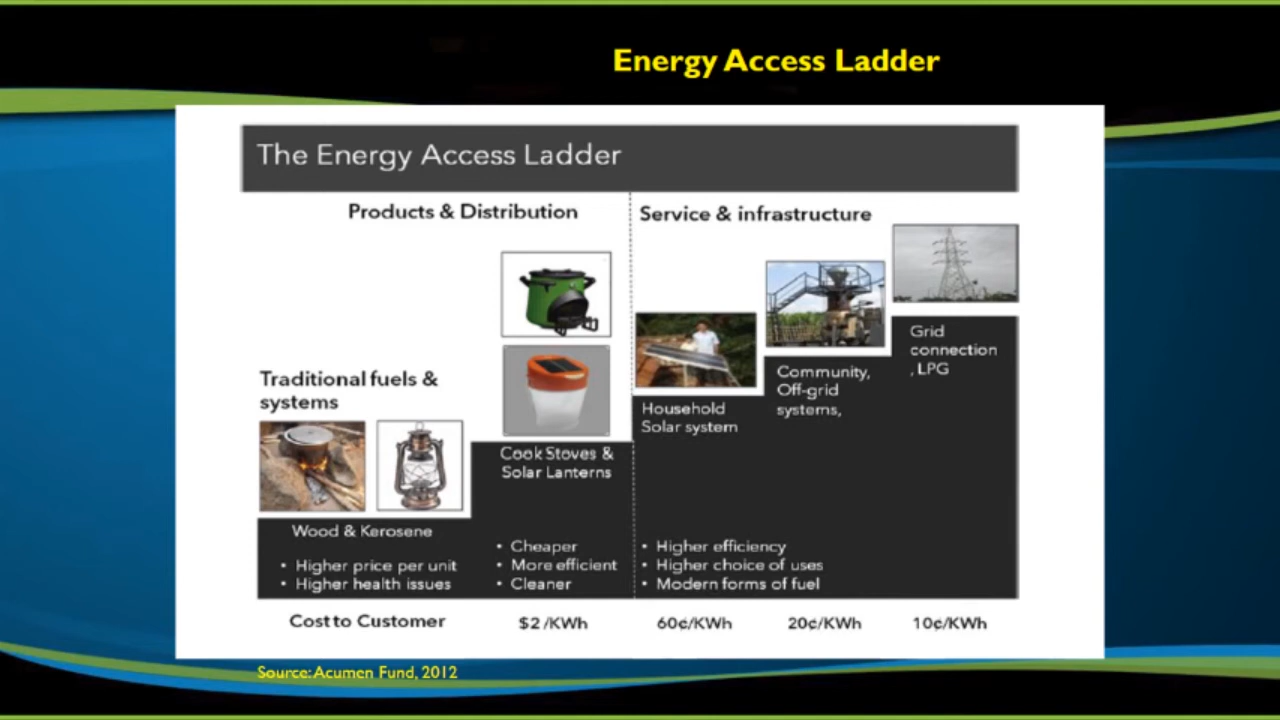 Energy Access Ladder
The Energy Access Ladder
Products & Distribution
Service & infrastructure
Traditional fuels &
systems
Wood & Kerosene
• Higher price per unit
• Higher health issues
Cook Stoves &
Solar Lanterns
• Cheaper
• More efficient
• Cleaner
Household
Solar system
• Higher efficiency
• Higher choice of uses
• Modern forms of fuel
Community,
Off-grid
systems,
Grid
connection
, LPG
Cost to Customer
$2 /KWh
60¢/KWh
20¢/KWh
10¢/KWh
Source: Acumen Fund, 2012